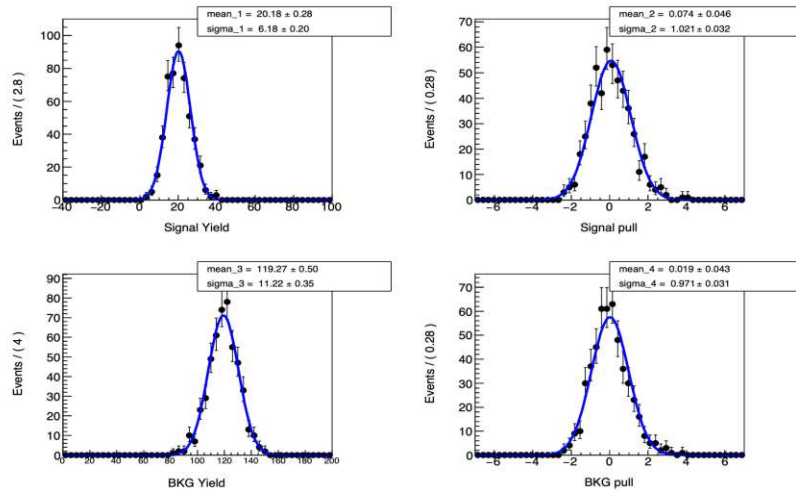 mean_1 = 20.18 ± 0.28
sigma_1 = 6.18 ± 0.20
Events / ( 2.8 )
100
80
60
40
20
0
−40 −20 0 20 40 60 80 100
Signal Yield
mean_2 = 0.074 ± 0.046
sigma_2 = 1.021 ± 0.032
Events / ( 0.28 )
70
60
50
40
30
20
10
0
−6 −4 −2 0 2 4 6
Signal pull
mean_3 = 119.27 ± 0.50
sigma_3 = 11.22 ± 0.35
Events / ( 4 )
90
80
70
60
50
40
30
20
10
0
0 20 40 60 80 100 120 140 160 180 200
BKG Yield
mean_4 = 0.019 ± 0.043
sigma_4 = 0.971 ± 0.031
Events / ( 0.28 )
70
60
50
40
30
20
10
0
−6 −4 −2 0 2 4 6
BKG pull